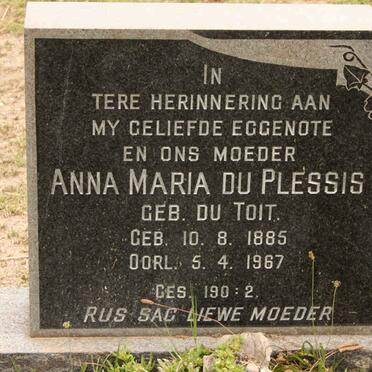 IN
TERE HERINNERING AAN
MY GELIEFDE EGGENOTE
EN ONS MOEDER
ANNA MARIA DU PLESSIS
GEB. DU TOIT.
GEB. 10. 8. 1885
OORL. 5. 4. 1967
GES. 190:2.
RUS SAG LIEWE MOEDER